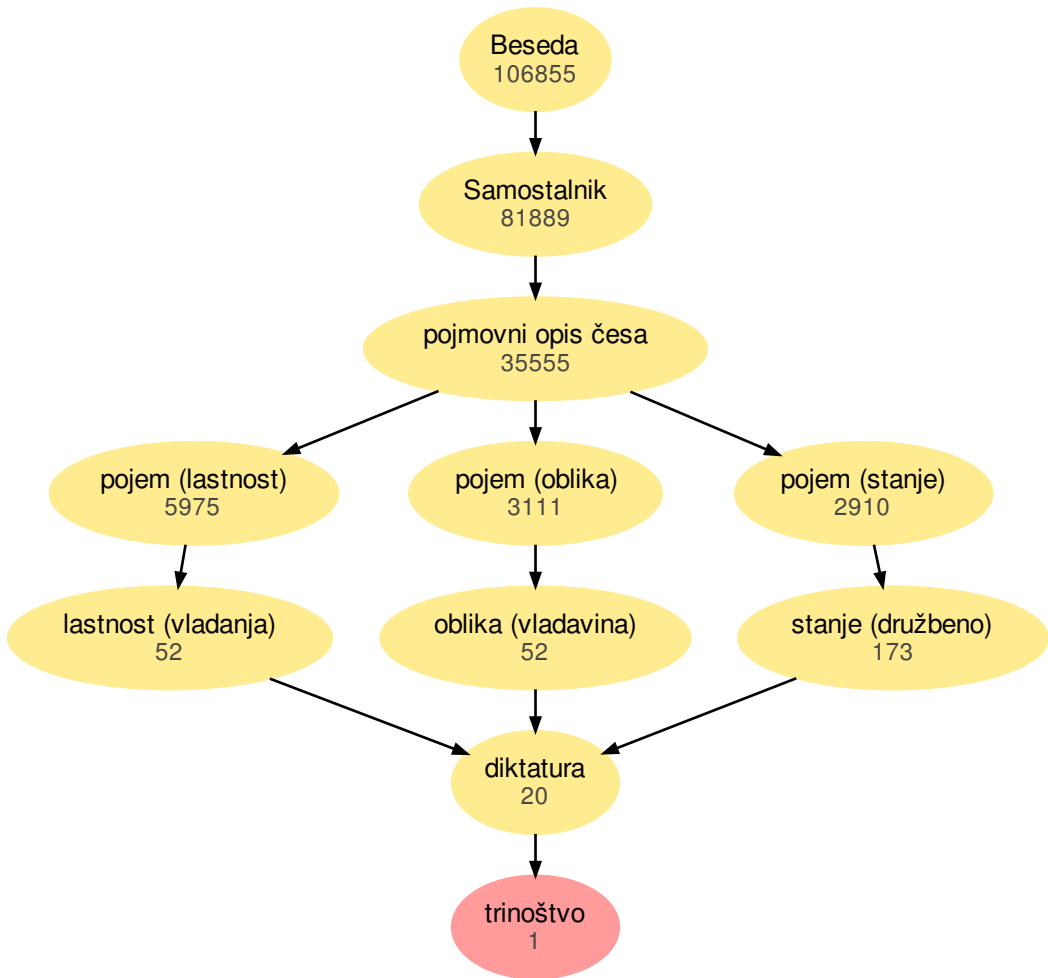 Beseda
106855
Samostalnik
81889
pojmovni opis česa
35555
pojem (lastnost)
5975
pojem (oblika)
3111
pojem (stanje)
2910
lastnost (vladanja)
52
oblika (vladavina)
52
stanje (družbeno)
173
diktatura
20
trinoštvo
1